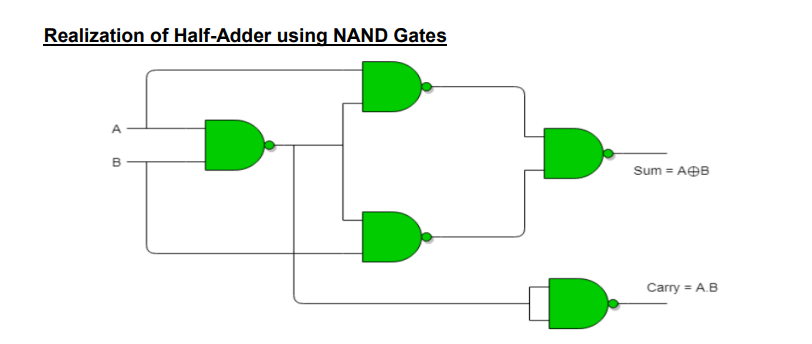 Realization of Half-Adder using NAND Gates
A
B
Sum = A⊕B
Carry = A.B